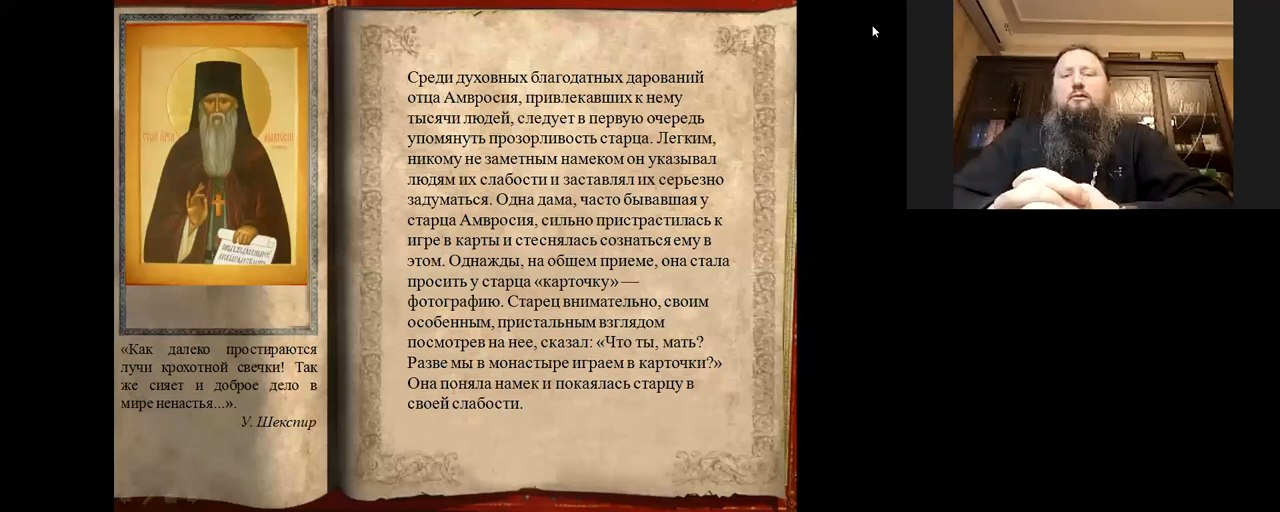 «Как далеко простираются
лучи крохотной свечки! Так
же сияет и доброе дело в
мире ненастья...».
У. Шекспир
Среди духовных благодатных дарований
отца Амвросия, привлекавших к нему
тысячи людей, следует в первую очередь
упомянуть прозорливость старца. Легким,
никому не заметным намеком он указывал
людям их слабости и заставлял их серьезно
задуматься. Одна дама, часто бывавшая у
старца Амвросия, сильно пристрастилась к
игре в карты и стеснялась сознаться ему в
этом. Однажды, на общем приеме, она стала
просить у старца «карточку» —
фотографию. Старец внимательно, своим
особенным, пристальным взглядом
посмотрев на нее, сказал: «Что ты, мать?
Разве мы в монастыре играем в карточки?»
Она поняла намек и покаялась старцу в
своей слабости.